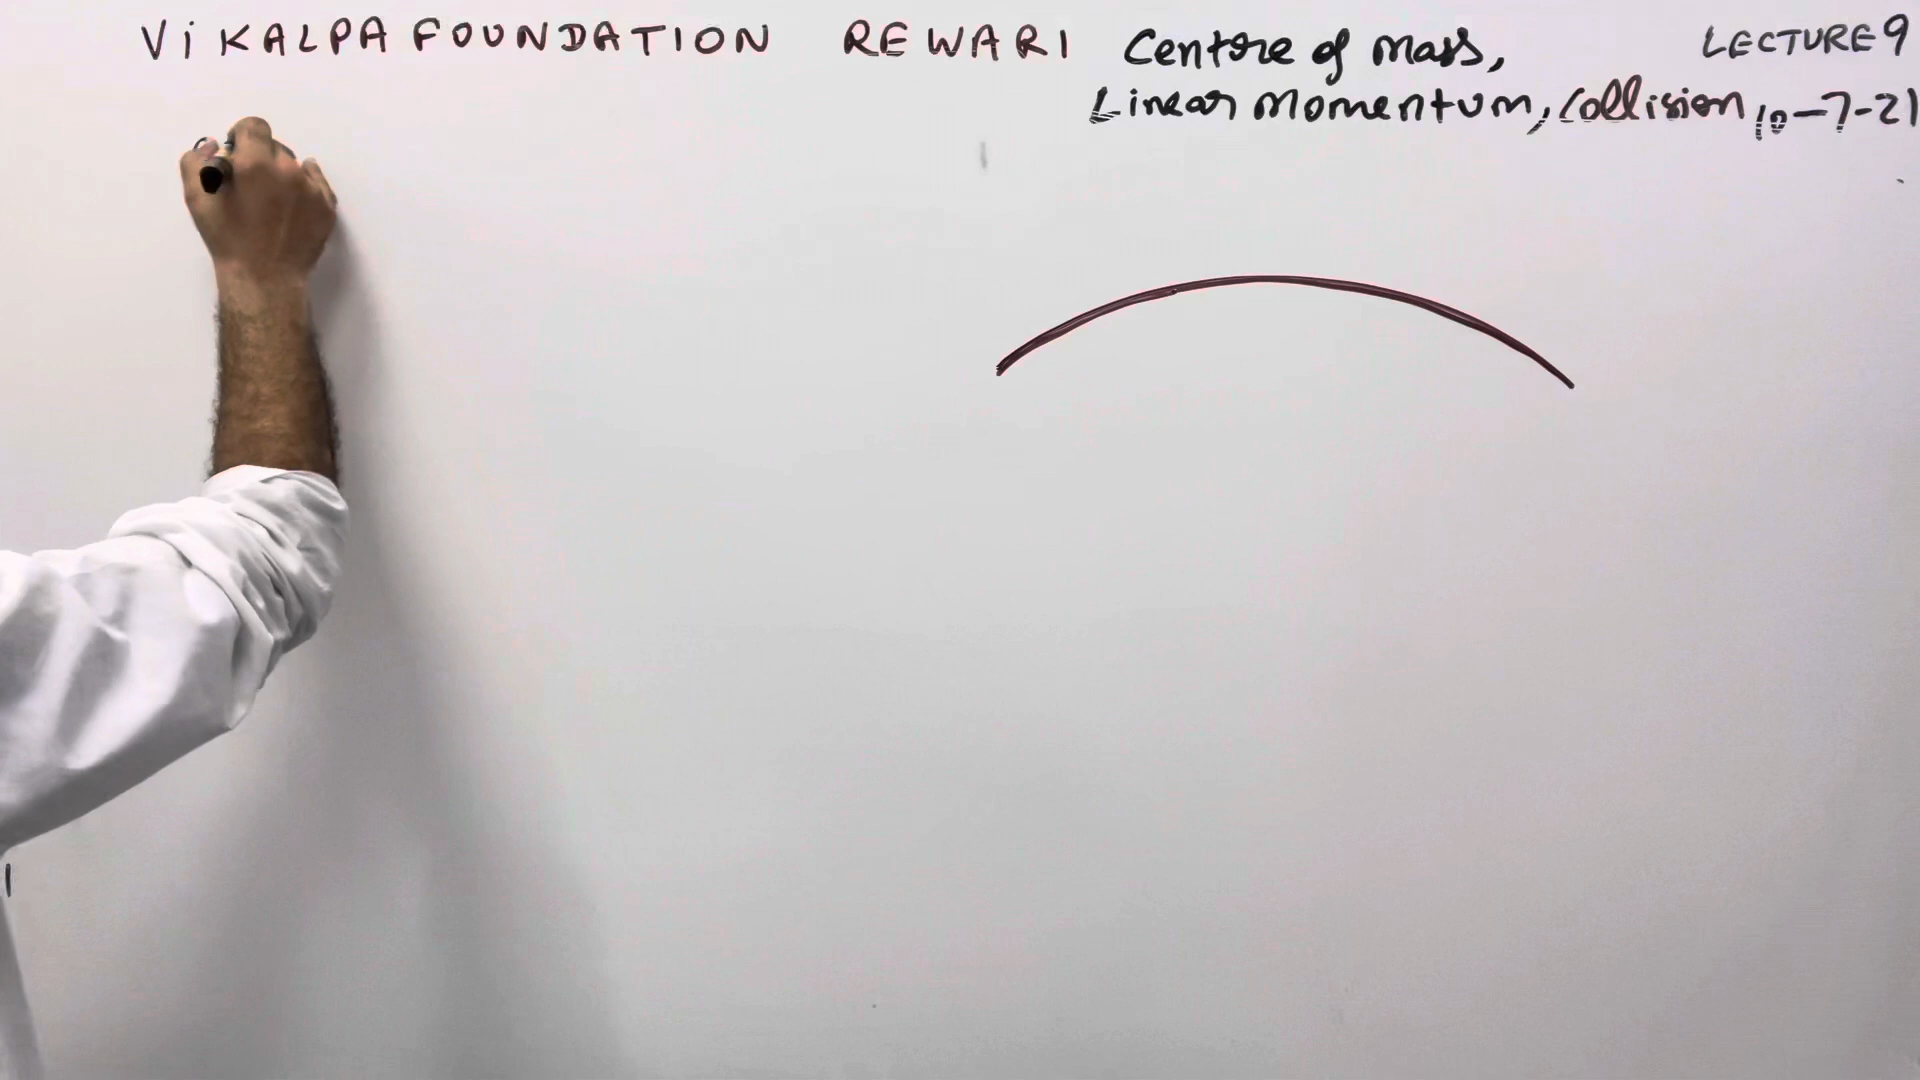 ViKALPA FOUNDATION REWARI Centre of mass, LECTURE 9
Linear Momentum, Collision 10-7-21